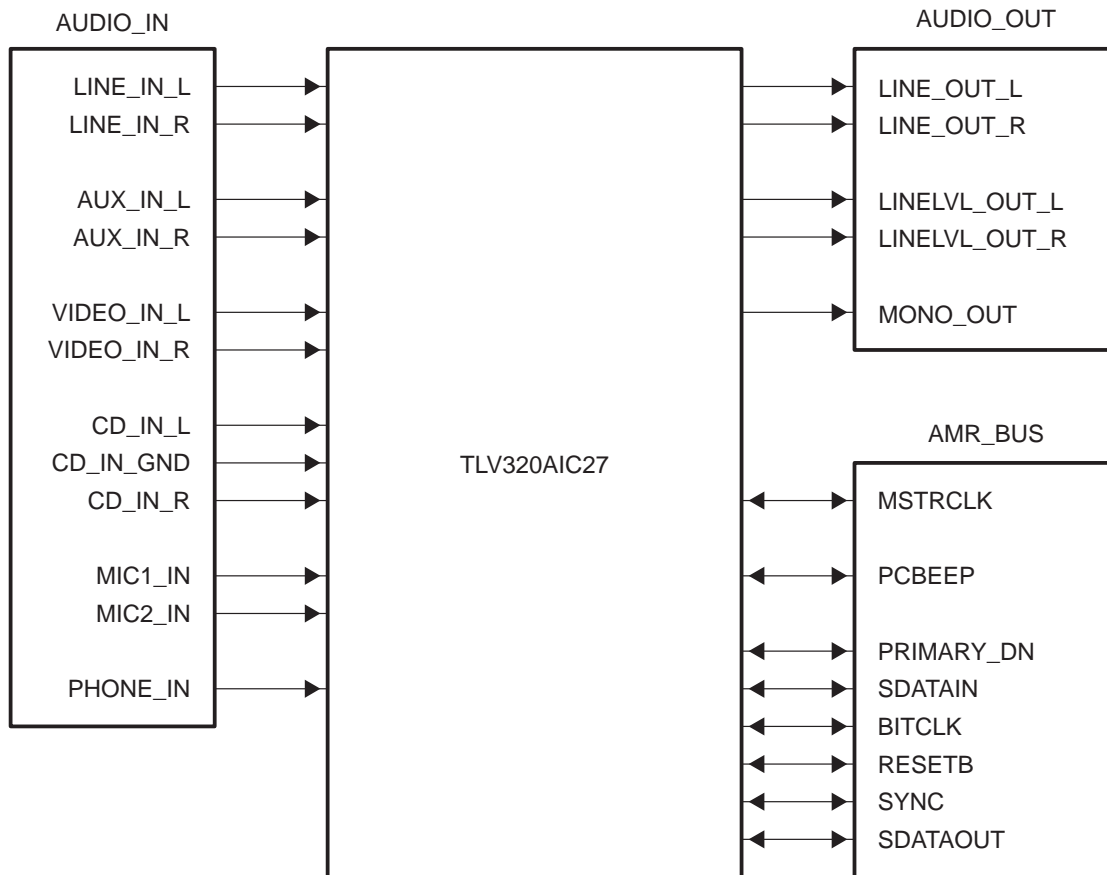 AUDIO_IN
LINE_IN_L
LINE_IN_R
AUX_IN_L
AUX_IN_R
VIDEO_IN_L
VIDEO_IN_R
CD_IN_L
CD_IN_GND
CD_IN_R
MIC1_IN
MIC2_IN
PHONE_IN
TLV320AIC27
AUDIO_OUT
LINE_OUT_L
LINE_OUT_R
LINELVL_OUT_L
LINELVL_OUT_R
MONO_OUT
AMR_BUS
MSTRCLK
PCBEEP
PRIMARY_DN
SDATAIN
BITCLK
RESETB
SYNC
SDATAOUT